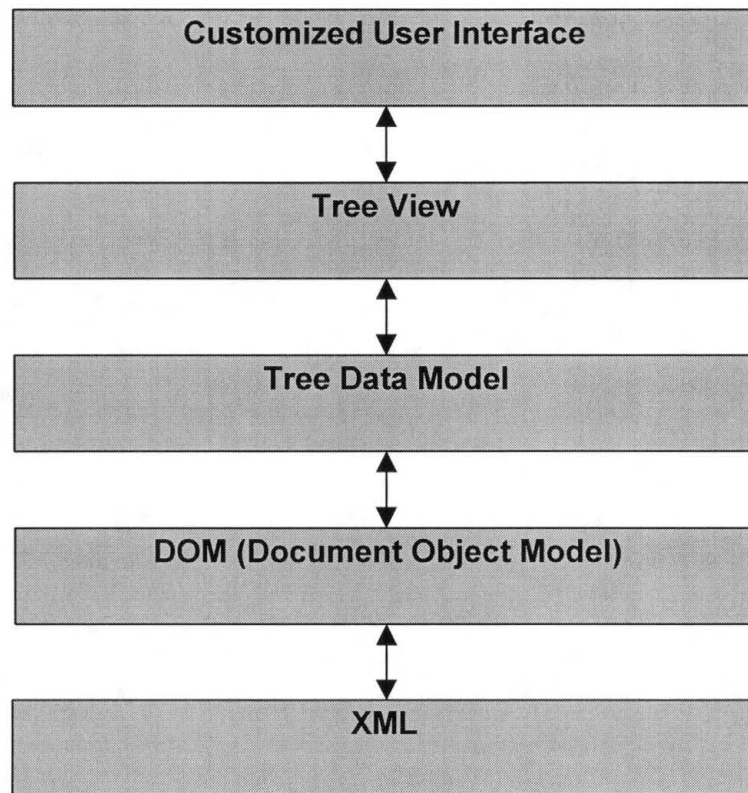 Customized User Interface
Tree View
Tree Data Model
DOM (Document Object Model)
XML